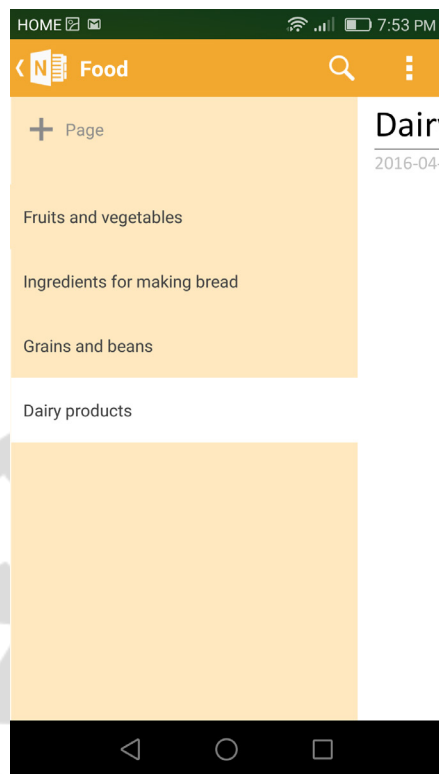 HOME 7:53 PM
N Food
+ Page
Dairy
2016-04-
Fruits and vegetables
Ingredients for making bread
Grains and beans
Dairy products